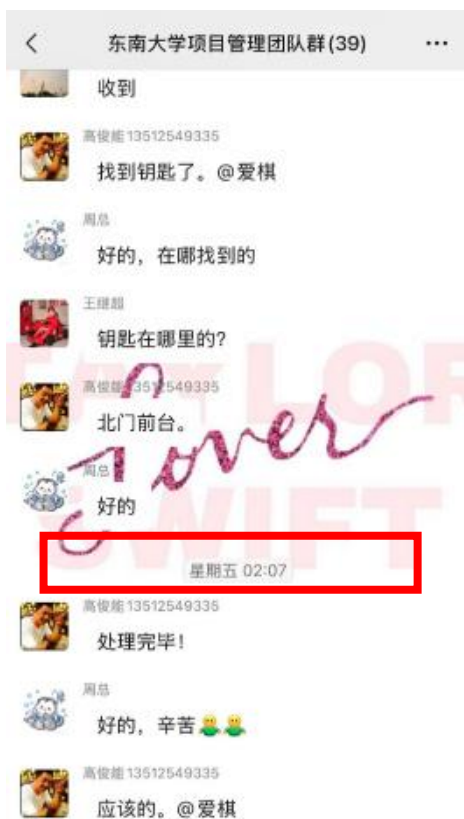 东南大学项目管理团队群(39)
收到
高俊能13512549335
找到钥匙了。@爱棋
周总
好的，在哪找到的
王继超
钥匙在哪里的?
高俊能13512549335
北门前台。
周总
好的
Lover
TAYLOR
SWIFT
星期五 02:07
高俊能13512549335
处理完毕!
周总
好的，辛苦
高俊能13512549335
应该的。@爱棋